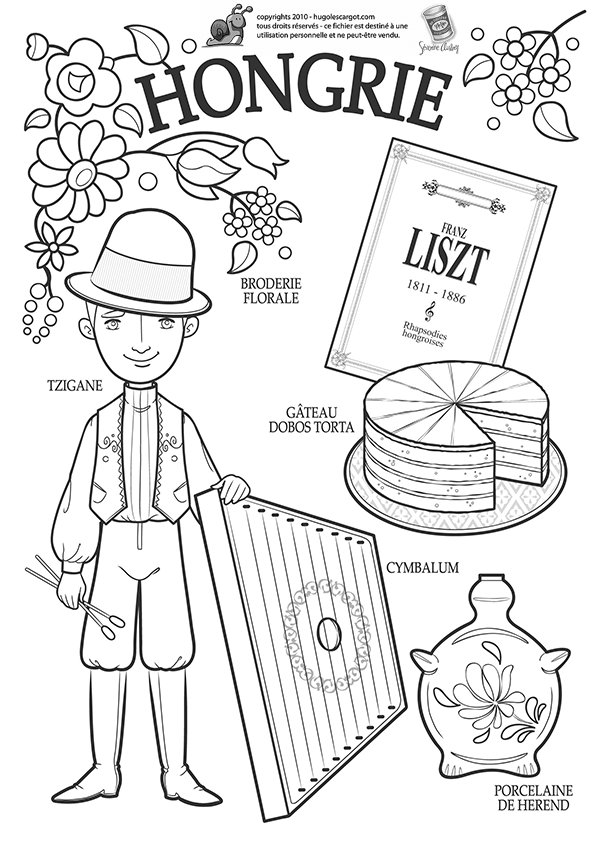 copyrights 2010 - hugolescargot.com
tous droits réservés - ce fichier est destiné à une
utilisation personnelle et ne peut-être vendu.
HONGRIE
FRANZ
LISZT
1811 - 1886
Rhapsodies
hongroises
BRODERIE
FLORALE
TZIGANE
GÂTEAU
DOBOS TORTA
CYMBALUM
PORCELAINE
DE HEREND